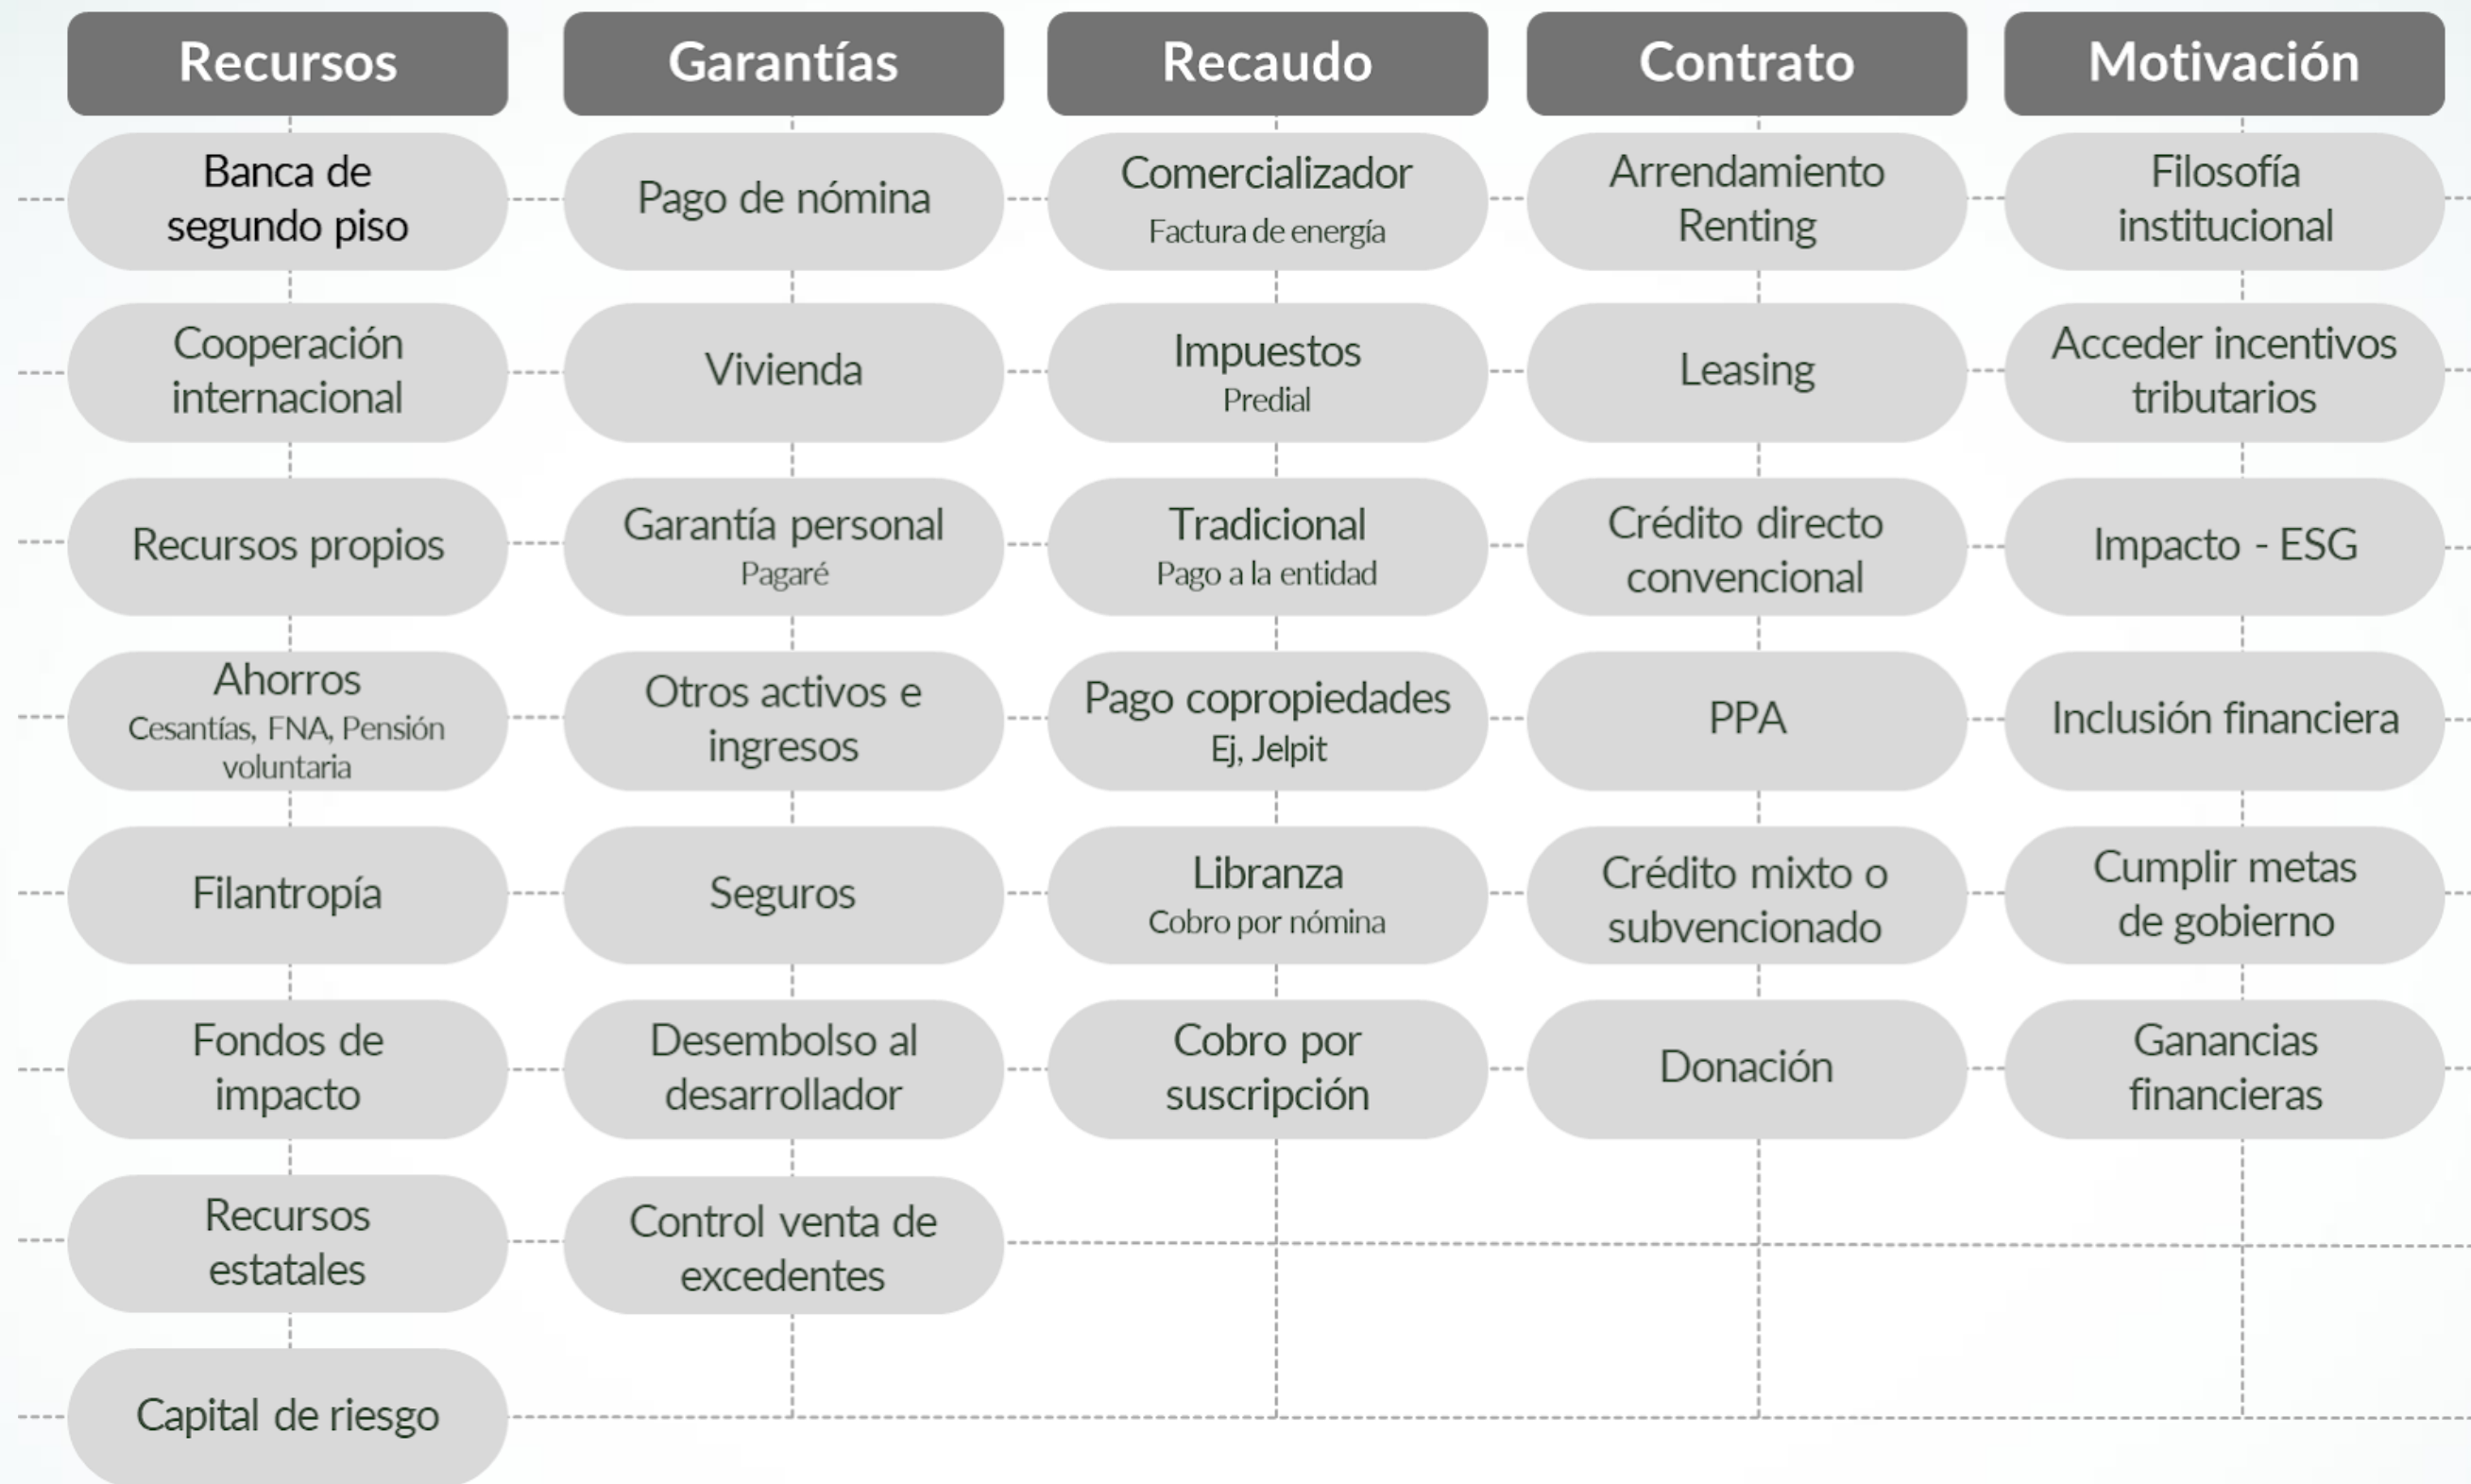 Recursos
Garantías
Recaudo
Contrato
Motivación
Banca de
segundo piso
Pago de nómina
Comercializador
Factura de energía
Arrendamiento
Renting
Filosofía
institucional
Cooperación
internacional
Vivienda
Impuestos
Predial
Leasing
Acceder incentivos
tributarios
Recursos propios
Garantía personal
Pagaré
Tradicional
Pago a la entidad
Crédito directo
convencional
Impacto - ESG
Ahorros
Cesantías, FNA, Pensión
voluntaria
Otros activos e
ingresos
Pago copropiedades
Ej, Jelpit
PPA
Inclusión financiera
Filantropía
Seguros
Libranza
Cobro por nómina
Crédito mixto o
subvencionado
Cumplir metas
de gobierno
Fondos de
impacto
Desembolso al
desarrollador
Cobro por
suscripción
Donación
Ganancias
financieras
Recursos
estatales
Control venta de
excedentes
Capital de riesgo